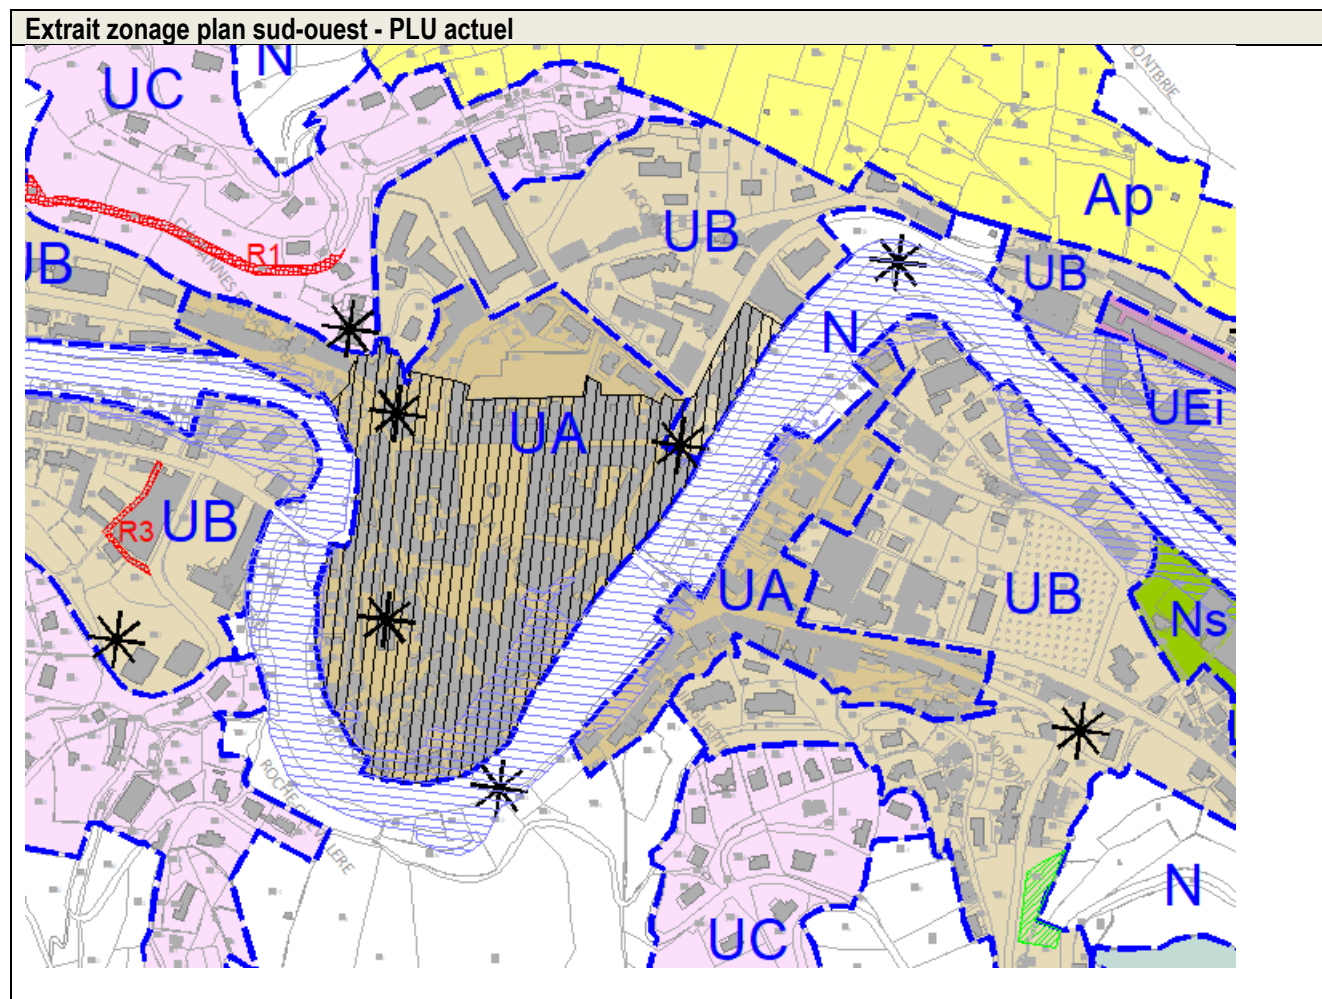 Extrait zonage plan sud-ouest - PLU actuel
N
UC
Ap
UB
R1
UB
UB
N
UEi
UA
R3
UB
UA
UB
Ns
N
UC